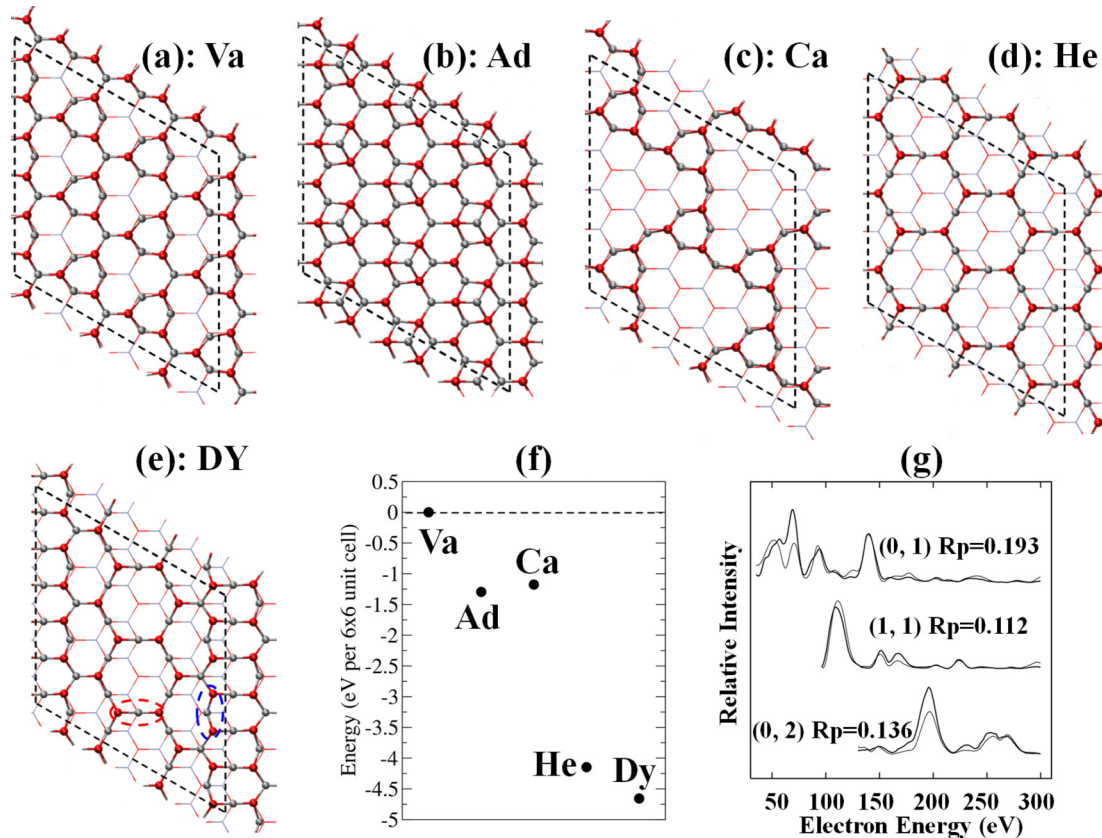 (a): Va
(b): Ad
(c): Ca
(d): He
(e): DY
(f)
Energy (eV per 6x6 unit cell)
0.5
0
-0.5
-1
-1.5
-2
-2.5
-3
-3.5
-4
-4.5
-5
Va
Ad
Ca
He
Dy
(g)
Relative Intensity
(0, 1) Rp=0.193
(1, 1) Rp=0.112
(0, 2) Rp=0.136
50 100 150 200 250 300
Electron Energy (eV)